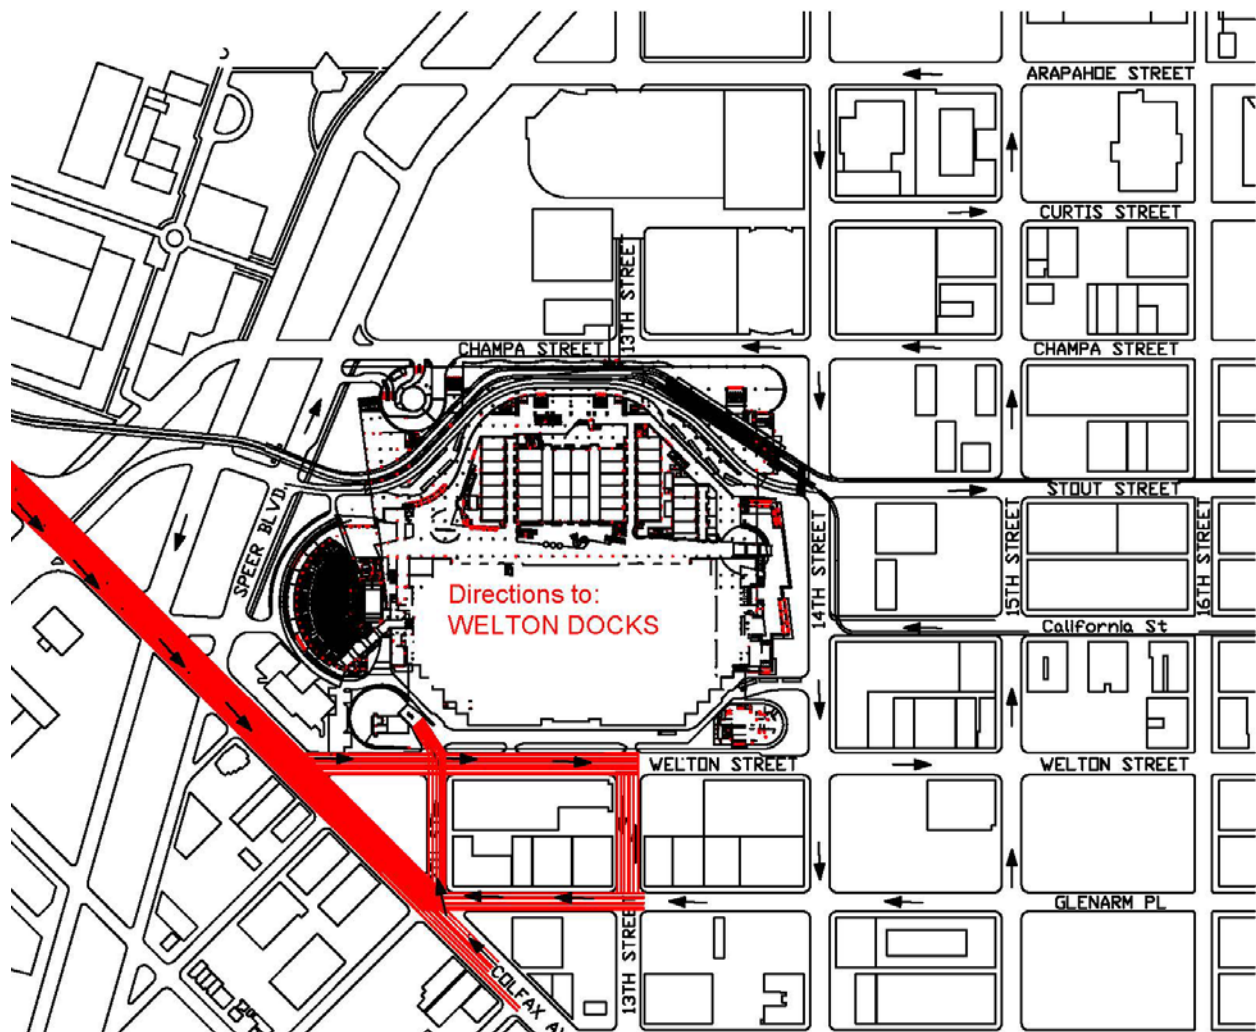 ARAPAHOE STREET
CURTIS STREET
13TH STREET
CHAMPA STREET
CHAMPA STREET
STOUT STREET
SPEER BLVD.
14TH STREET
15TH STREET
16TH STREET
Directions to:
WELTON DOCKS
California St
WELTON STREET
WELTON STREET
GLENARM PL
13TH STREET
COLFAX AV